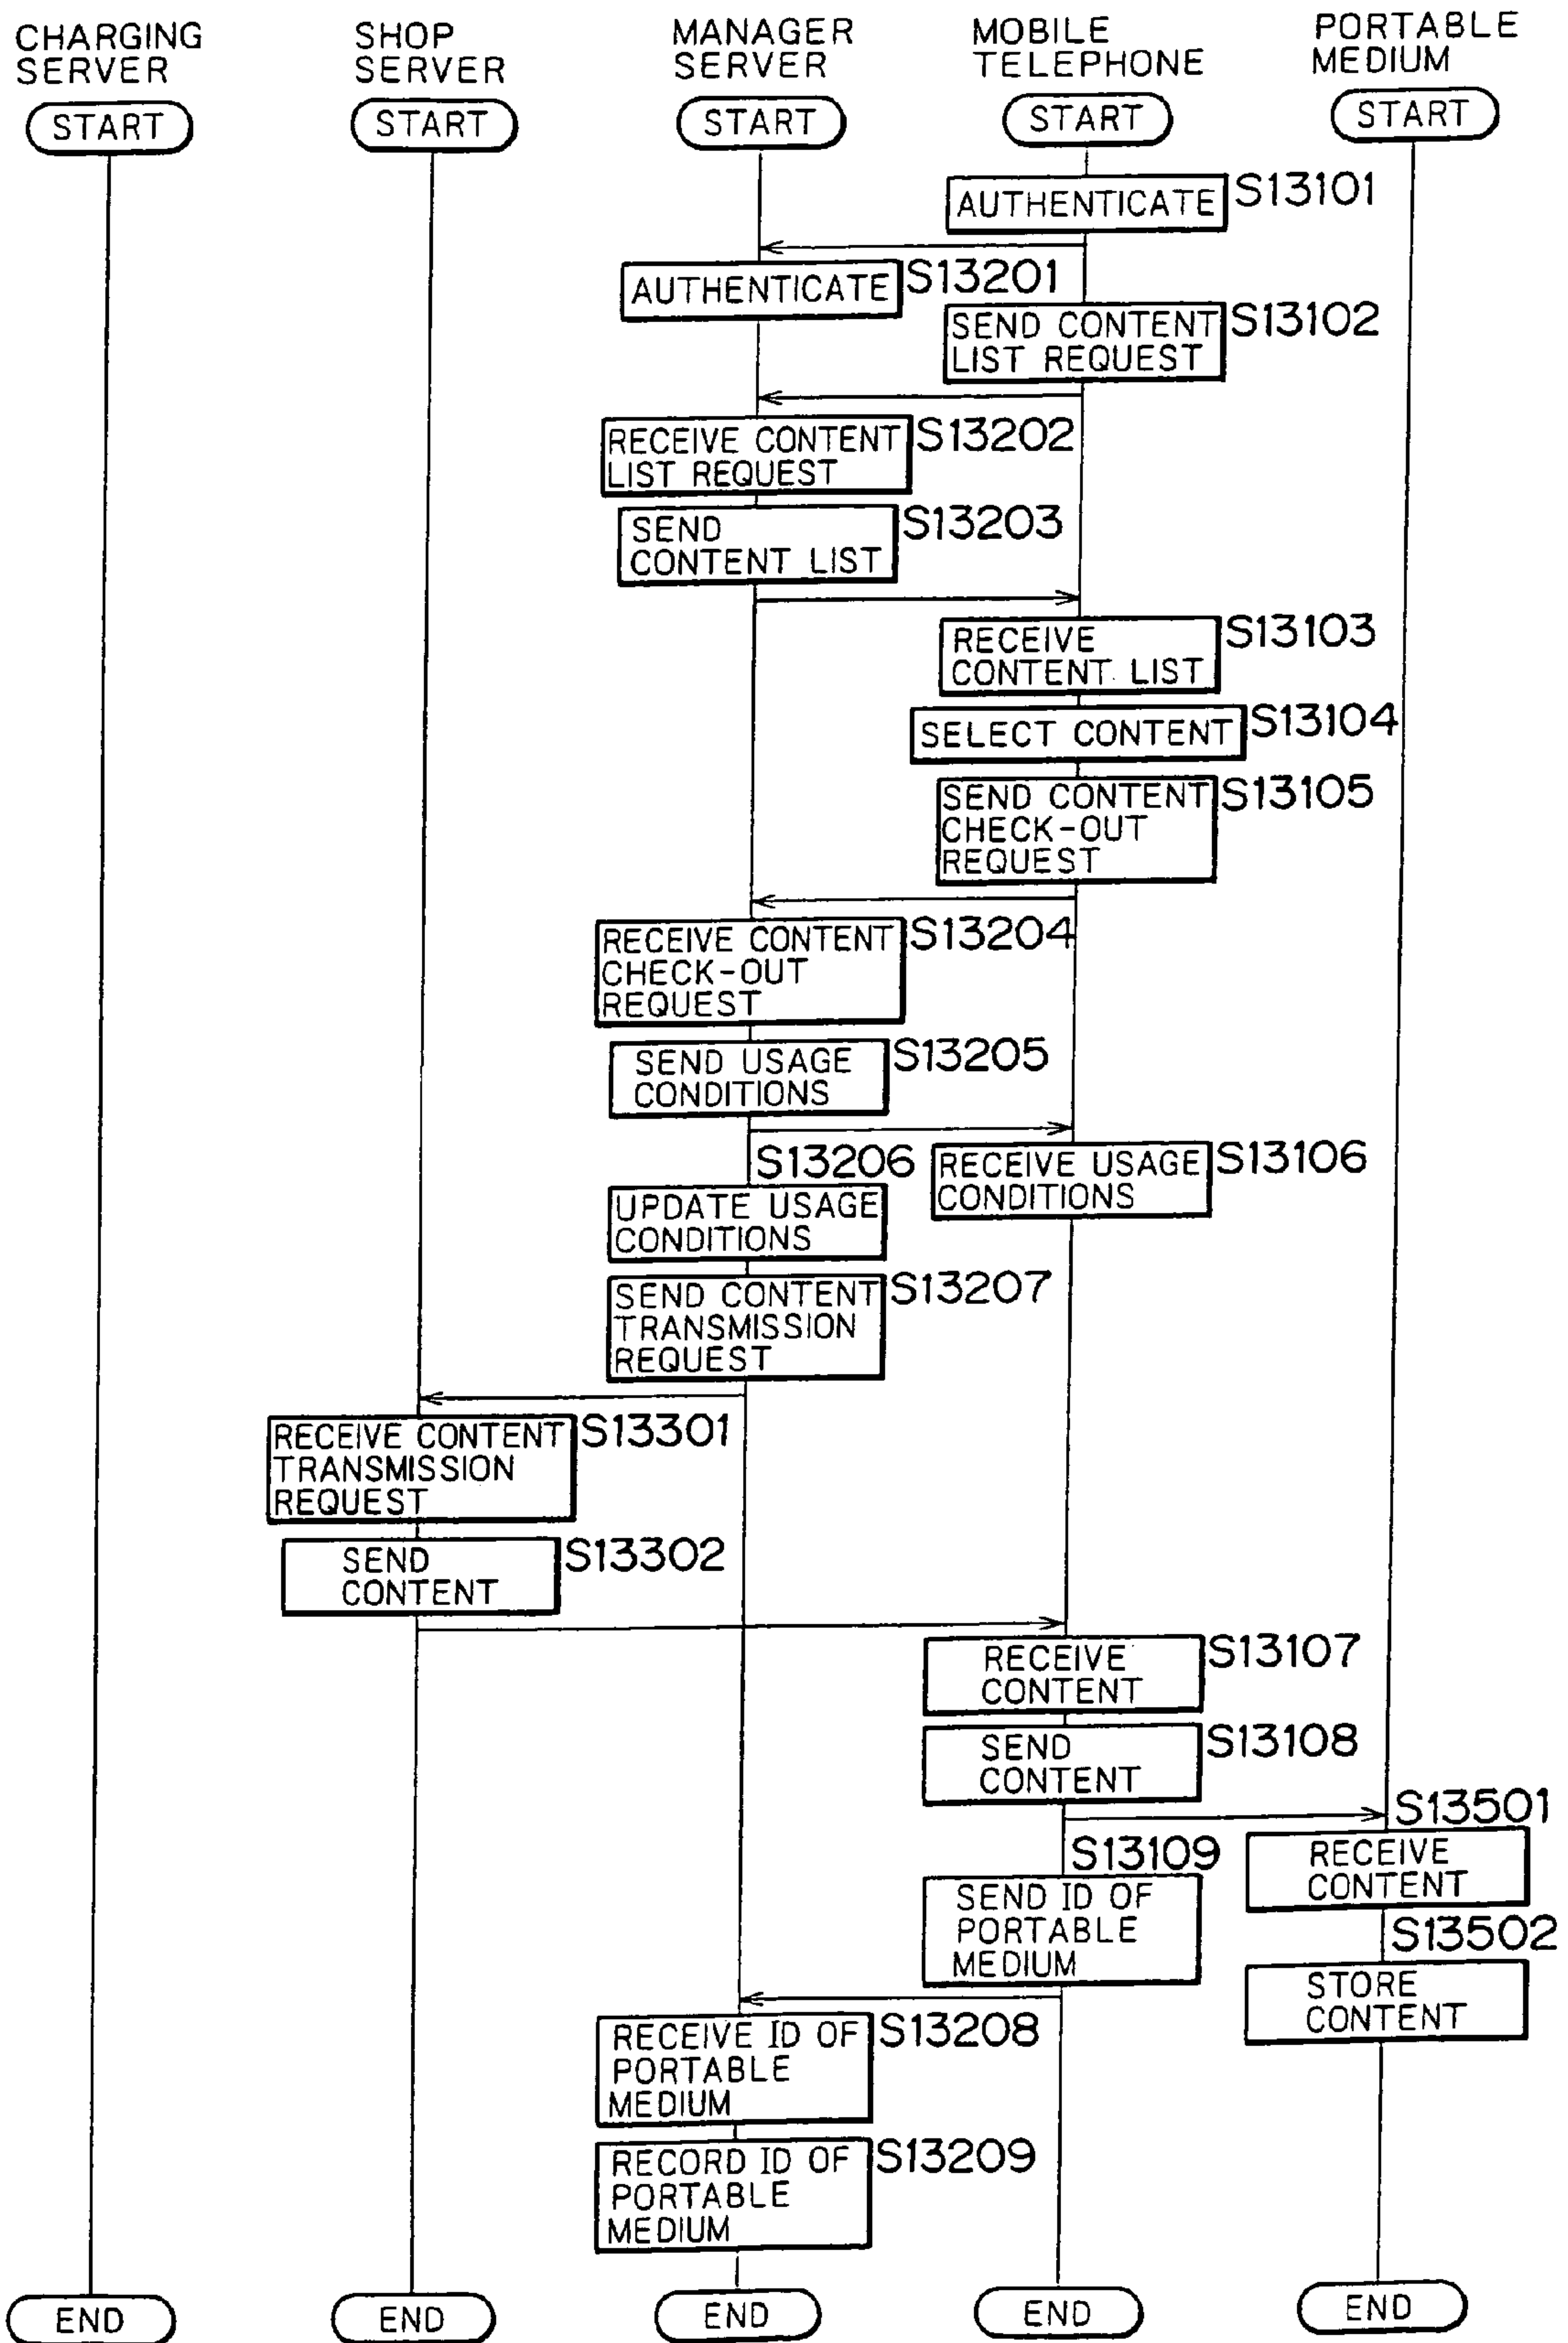 CHARGING
SERVER
SHOP
SERVER
MANAGER
SERVER
MOBILE
TELEPHONE
PORTABLE
MEDIUM
START
START
START
START
START
AUTHENTICATE
S13101
AUTHENTICATE
S13201
SEND CONTENT
LIST REQUEST
S13102
RECEIVE CONTENT
LIST REQUEST
S13202
SEND
CONTENT LIST
S13203
RECEIVE
CONTENT LIST
S13103
SELECT CONTENT
S13104
SEND CONTENT
CHECK-OUT
REQUEST
S13105
RECEIVE CONTENT
CHECK-OUT
REQUEST
S13204
SEND USAGE
CONDITIONS
S13205
S13206
UPDATE USAGE
CONDITIONS
RECEIVE USAGE
CONDITIONS
S13106
SEND CONTENT
TRANSMISSION
REQUEST
S13207
RECEIVE CONTENT
TRANSMISSION
REQUEST
S13301
SEND
CONTENT
S13302
RECEIVE
CONTENT
S13107
SEND
CONTENT
S13108
S13501
RECEIVE
CONTENT
S13109
SEND ID OF
PORTABLE
MEDIUM
S13502
STORE
CONTENT
RECEIVE ID OF
PORTABLE
MEDIUM
S13208
RECORD ID OF
PORTABLE
MEDIUM
S13209
END
END
END
END
END